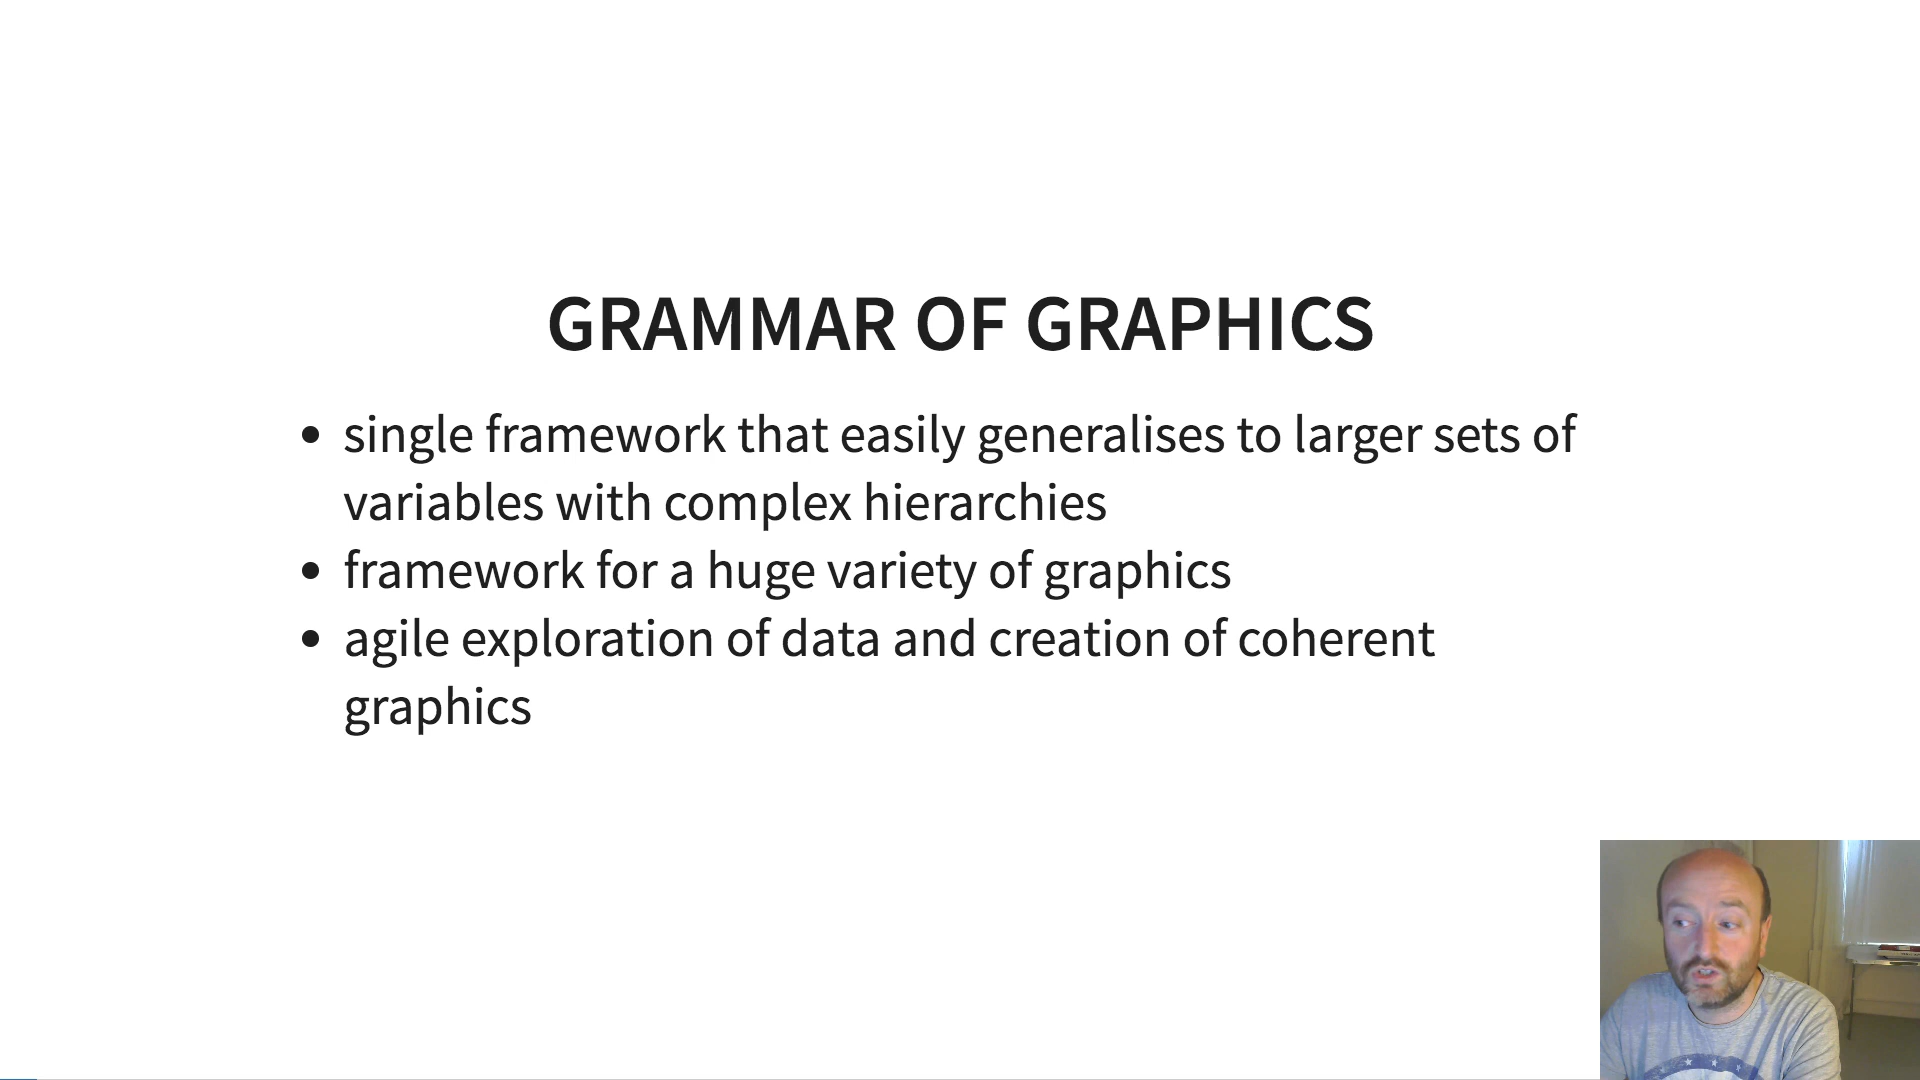 GRAMMAR OF GRAPHICS
• single framework that easily generalises to larger sets of
variables with complex hierarchies
• framework for a huge variety of graphics
• agile exploration of data and creation of coherent
graphics